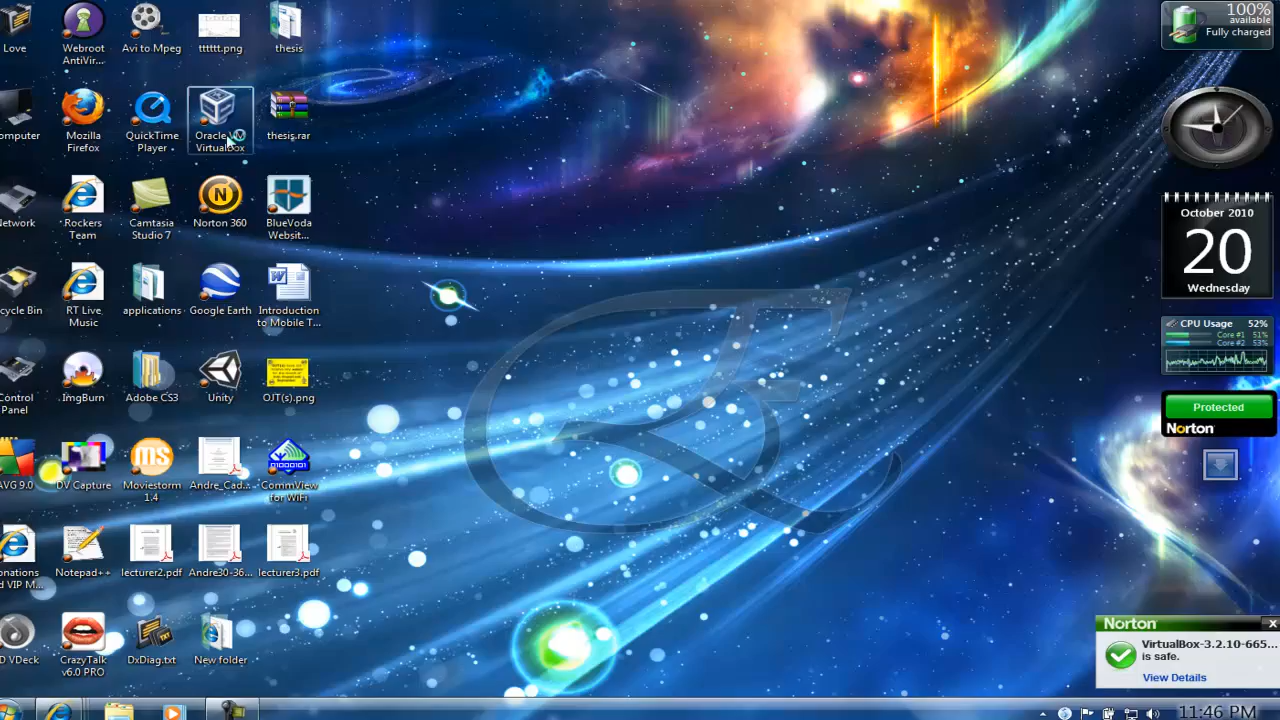 Love
Webroot
AntiVir...
Avi to Mpeg
tttttt.png
thesis
omputer
Mozilla
Firefox
QuickTime
Player
Oracle VM
VirtualBox
thesis.rar
Network
Rockers
Team
Camtasia
Studio 7
N
Norton 360
BlueVoda
Websit...
cycle Bin
RT Live
Music
applications
Google Earth
W
Introduction
to Mobile T...
Control
Panel
ImgBurn
Adobe CS3
Unity
OJT(s).png
AVG 9.0
DV Capture
ms
Moviestorm
1.4
Andre_Cad...
1010101
CommView
for WiFi
onations
d VIP M...
Notepad++
lecturer2.pdf
Andre30-36...
lecturer3.pdf
D VDeck
CrazyTalk
v6.0 PRO
TXT
DxDiag.txt
New folder
100%
available
Fully charged
October 2010
20
Wednesday
CPU Usage 52%
Core #1 51%
Core #2 53%
Protected
Norton
Norton
X
VirtualBox-3.2.10-665...
is safe.
View Details
11:46 PM